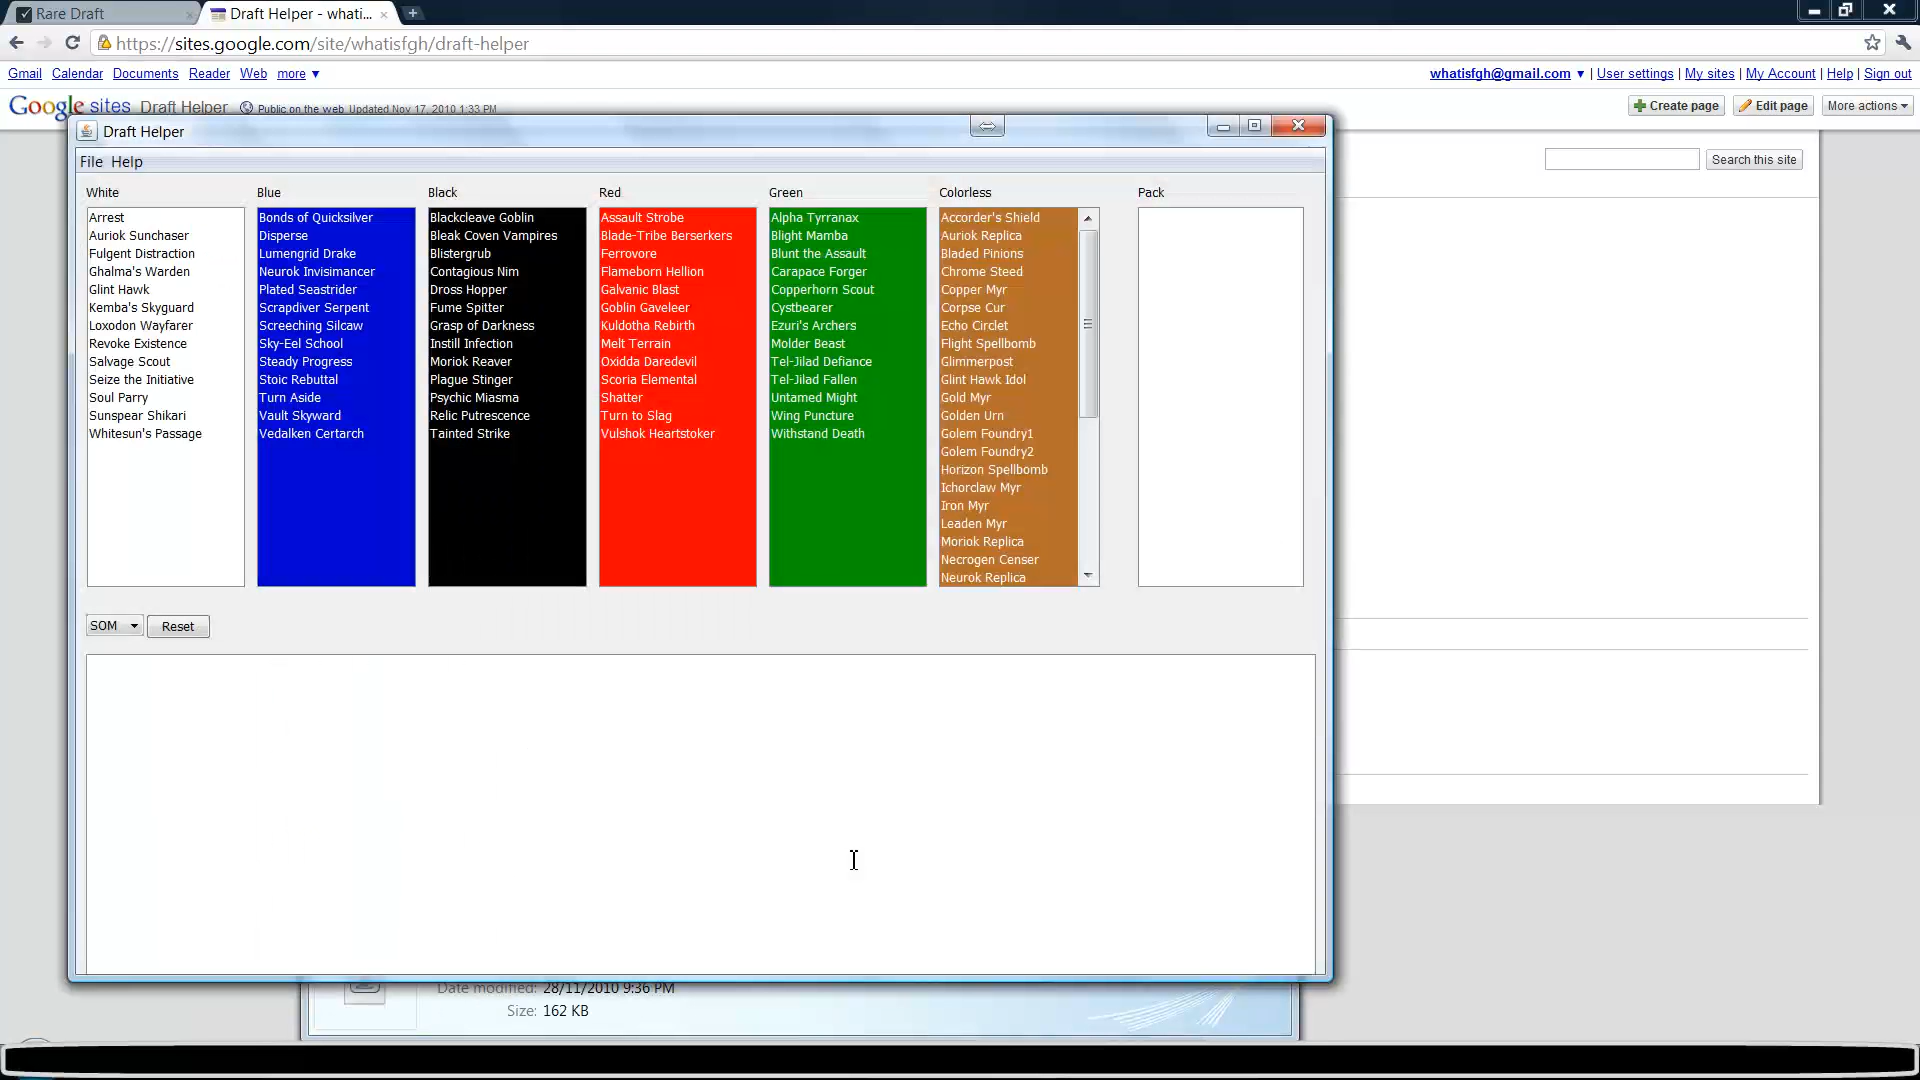 Rare Draft
Draft Helper - whati...
https://sites.google.com/site/whatisfgh/draft-helper
Gmail Calendar Documents Reader Web more ▼
whatisfgh@gmail.com ▼ | User settings | My sites | My Account | Help | Sign out
Google sites Draft Helper Public on the web Updated Nov 17, 2010 1:33 PM
Create page Edit page More actions ▾
Search this site
Draft Helper
File Help
White
Arrest
Auriok Sunchaser
Fulgent Distraction
Ghalma's Warden
Glint Hawk
Kemba's Skyguard
Loxodon Wayfarer
Revoke Existence
Salvage Scout
Seize the Initiative
Soul Parry
Sunspear Shikari
Whitesun's Passage
Blue
Bonds of Quicksilver
Disperse
Lumengrid Drake
Neurok Invisimancer
Plated Seastrider
Scrapdiver Serpent
Screeching Silcaw
Sky-Eel School
Steady Progress
Stoic Rebuttal
Turn Aside
Vault Skyward
Vedalken Certarch
Black
Blackcleave Goblin
Bleak Coven Vampires
Blistergrub
Contagious Nim
Dross Hopper
Fume Spitter
Grasp of Darkness
Instill Infection
Moriok Reaver
Plague Stinger
Psychic Miasma
Relic Putrescence
Tainted Strike
Red
Assault Strobe
Blade-Tribe Berserkers
Ferrovore
Flameborn Hellion
Galvanic Blast
Goblin Gaveleer
Kuldotha Rebirth
Melt Terrain
Oxidda Daredevil
Scoria Elemental
Shatter
Turn to Slag
Vulshok Heartstoker
Green
Alpha Tyrranax
Blight Mamba
Blunt the Assault
Carapace Forger
Copperhorn Scout
Cystbearer
Ezuri's Archers
Molder Beast
Tel-Jilad Defiance
Tel-Jilad Fallen
Untamed Might
Wing Puncture
Withstand Death
Colorless
Accorder's Shield
Auriok Replica
Bladed Pinions
Chrome Steed
Copper Myr
Corpse Cur
Echo Circlet
Flight Spellbomb
Glimmerpost
Glint Hawk Idol
Gold Myr
Golden Urn
Golem Foundry1
Golem Foundry2
Horizon Spellbomb
Ichorclaw Myr
Iron Myr
Leaden Myr
Moriok Replica
Necrogen Censer
Neurok Replica
Pack
SOM
Reset
Date modified: 28/11/2010 9:36 PM
Size: 162 KB